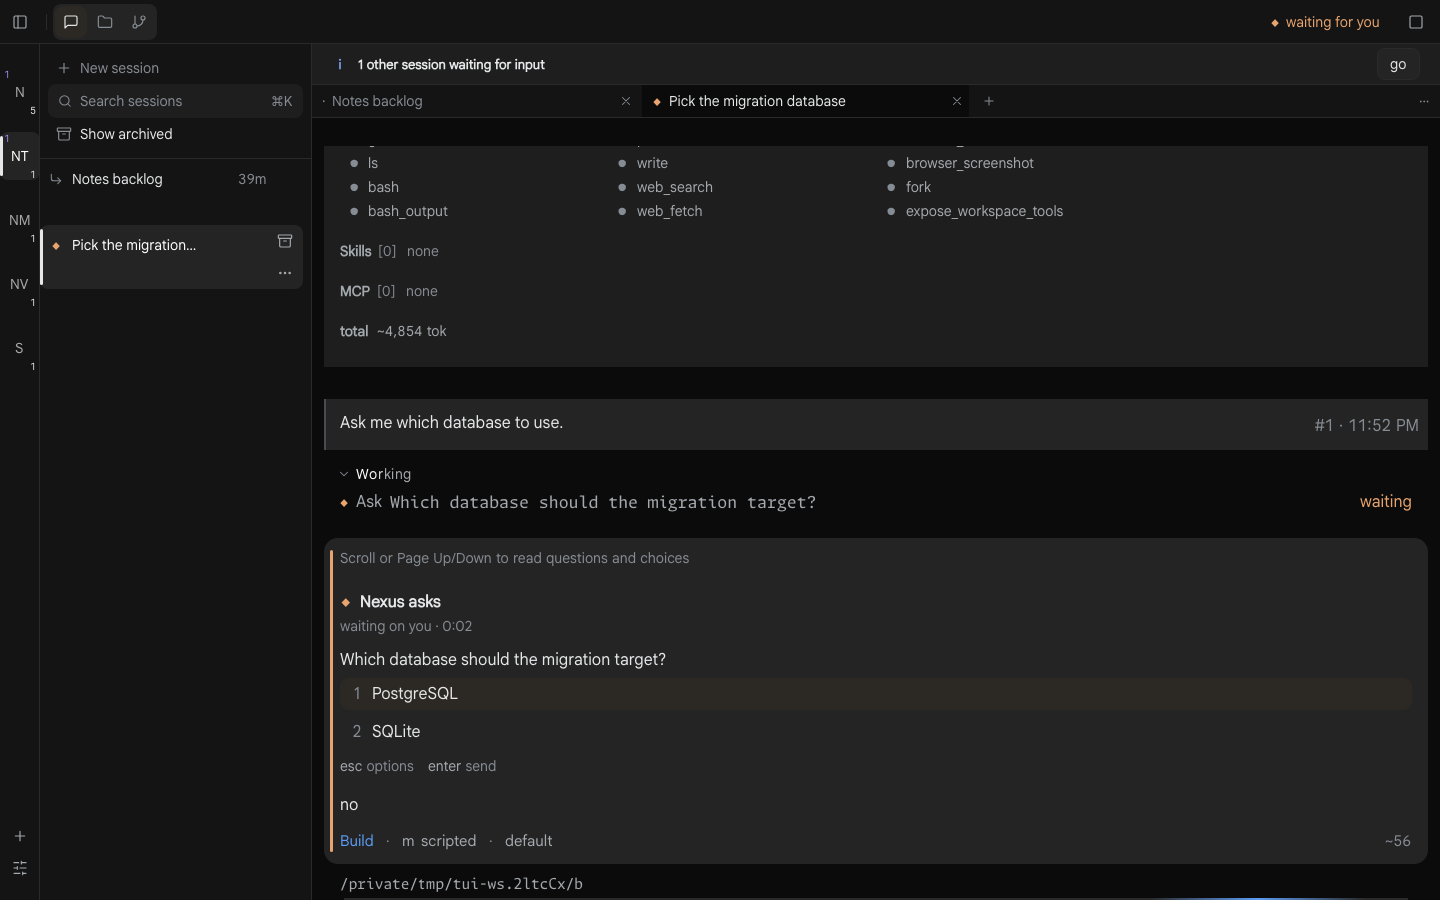 waiting for you
1
N
5
1
NT
1
NM
1
NV
1
S
1
New session
Search sessions ⌘K
Show archived
Notes backlog 39m
Pick the migration...
i 1 other session waiting for input go
· Notes backlog
Pick the migration database
ls write browser_screenshot
bash web_search fork
bash_output web_fetch expose_workspace_tools
Skills [0] none
MCP [0] none
total ~4,854 tok
Ask me which database to use. #1 · 11:52 PM
Working
Ask Which database should the migration target? waiting
Scroll or Page Up/Down to read questions and choices
Nexus asks
waiting on you · 0:02
Which database should the migration target?
1 PostgreSQL
2 SQLite
esc options enter send
no
Build · m scripted · default ~56
/private/tmp/tui-ws.2ltcCx/b